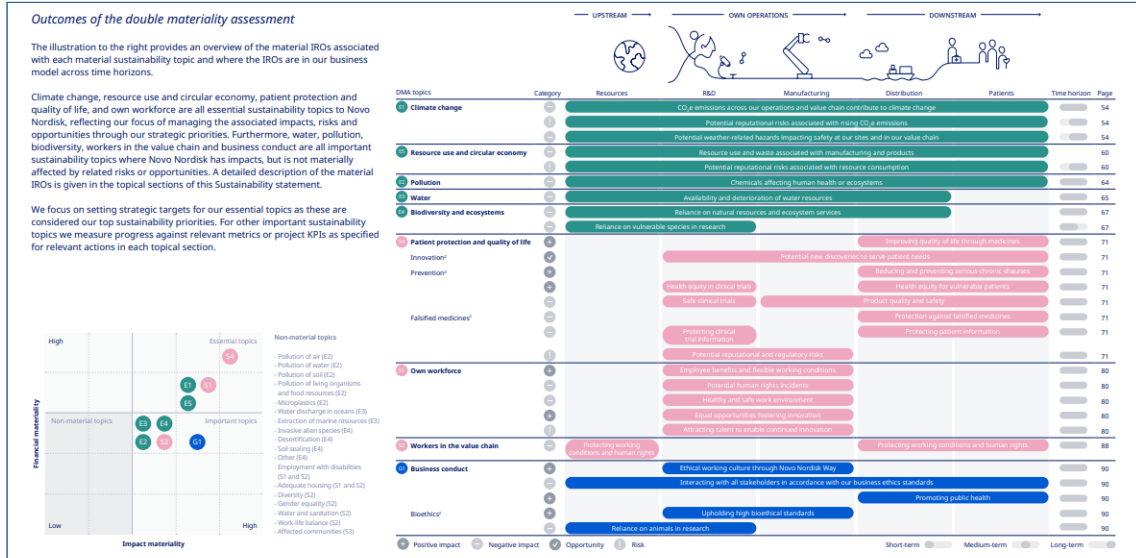 Outcomes of the double materiality assessment
The illustration to the right provides an overview of the material IROs associated
with each material sustainability topic and where the IROs are in our business
model across time horizons.
Climate change, resource use and circular economy, patient protection and
quality of life, and own workforce are all essential sustainability topics to Novo
Nordisk, reflecting our focus of managing the associated impacts, risks and
opportunities through our strategic priorities. Furthermore, water, pollution,
biodiversity, workers in the value chain and business conduct are all important
sustainability topics where Novo Nordisk has impacts, but is not materially
affected by related risks or opportunities. A detailed description of the material
IROs is given in the topical sections of this Sustainability statement.
We focus on setting strategic targets for our essential topics as these are
considered our top sustainability priorities. For other important sustainability
topics we measure progress against relevant metrics or project KPIs as specified
for relevant actions in each topical section.
High
Essential topics
S4
E1 S1
E5
Non-material topics
Important topics
E3 E4
E2 S2 G1
Low
High
Financial materiality
Impact materiality
Non-material topics
- Pollution of air (E2)
- Pollution of water (E2)
- Pollution of soil (E2)
- Pollution of living organisms
and food resources (E2)
- Microplastics (E2)
- Water discharge in oceans (E3)
- Extraction of marine resources (E3)
- Invasive alien species (E4)
- Desertification (E4)
- Soil sealing (E4)
- Other (E4)
- Employment with disabilities
(S1 and S2)
- Adequate housing (S1 and S2)
- Diversity (S2)
- Gender equality (S2)
- Water and sanitation (S2)
- Work-life balance (S2)
- Affected communities (S3)
UPSTREAM OWN OPERATIONS DOWNSTREAM
DMA topics Category Resources R&D Manufacturing Distribution Patients Time horizon Page
E1 Climate change − CO₂e emissions across our operations and value chain contribute to climate change 54
! Potential reputational risks associated with rising CO₂e emissions 54
− Potential weather-related hazards impacting safety at our sites and in our value chain 54
E5 Resource use and circular economy − Resource use and waste associated with manufacturing and products 60
! Potential reputational risks associated with resource consumption 60
E2 Pollution − Chemicals affecting human health or ecosystems 64
E3 Water − Availability and deterioration of water resources 65
E4 Biodiversity and ecosystems − Reliance on natural resources and ecosystem services 67
− Reliance on vulnerable species in research 67
S4 Patient protection and quality of life + Improving quality of life through medicines 71
Innovation² Potential new discoveries to serve patient needs 71
Prevention² + Reducing and preventing serious chronic diseases 71
+ Health equity in clinical trials Health equity for vulnerable patients 71
− Safe clinical trials Product quality and safety 71
Falsified medicines² − Protection against falsified medicines 71
− Protecting clinical
trial information Protecting patient information 71
! Potential reputational and regulatory risks 71
S1 Own workforce + Employee benefits and flexible working conditions 80
− Potential human rights incidents 80
− Healthy and safe work environment 80
+ Equal opportunities fostering innovation 80
! Attracting talent to enable continued innovation 80
S2 Workers in the value chain − Protecting working
conditions and human rights Protecting working conditions and human rights 88
G1 Business conduct + Ethical working culture through Novo Nordisk Way 90
− Interacting with all stakeholders in accordance with our business ethics standards 90
+ Promoting public health 90
Bioethics² + Upholding high bioethical standards 90
− Reliance on animals in research 90
+ Positive impact − Negative impact Opportunity ! Risk Short-term Medium-term Long-term